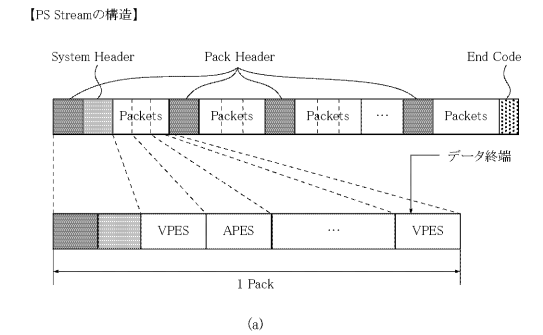 【PS Streamの構造】
System Header Pack Header End Code
Packets Packets Packets … Packets
データ終端
VPES APES … VPES
1 Pack
(a)